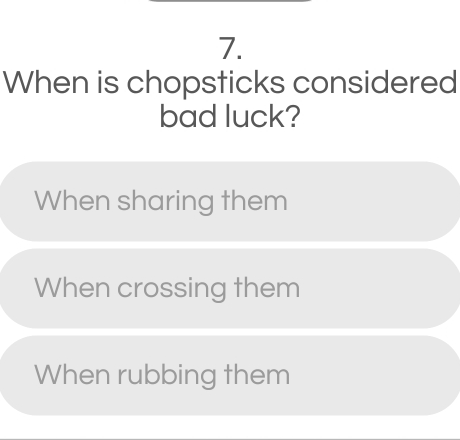 7.
When is chopsticks considered
bad luck?
When sharing them
When crossing them
When rubbing them